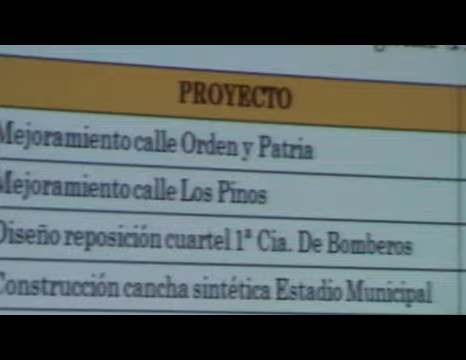 PROYECTO
Mejoramiento calle Orden y Patria
Mejoramiento calle Los Pinos
Diseño reposición cuartel 1ª Cia. De Bomberos
Construcción cancha sintética Estadio Municipal